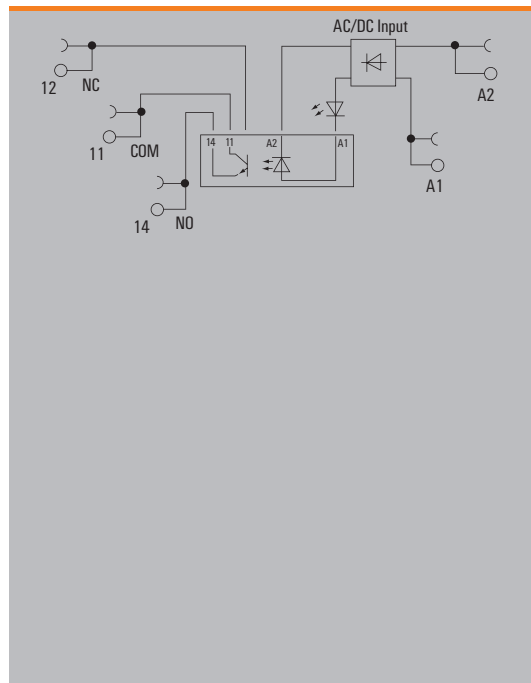 AC/DC Input
12 NC
A2
11 COM
14 11 A2 A1
A1
14 NO